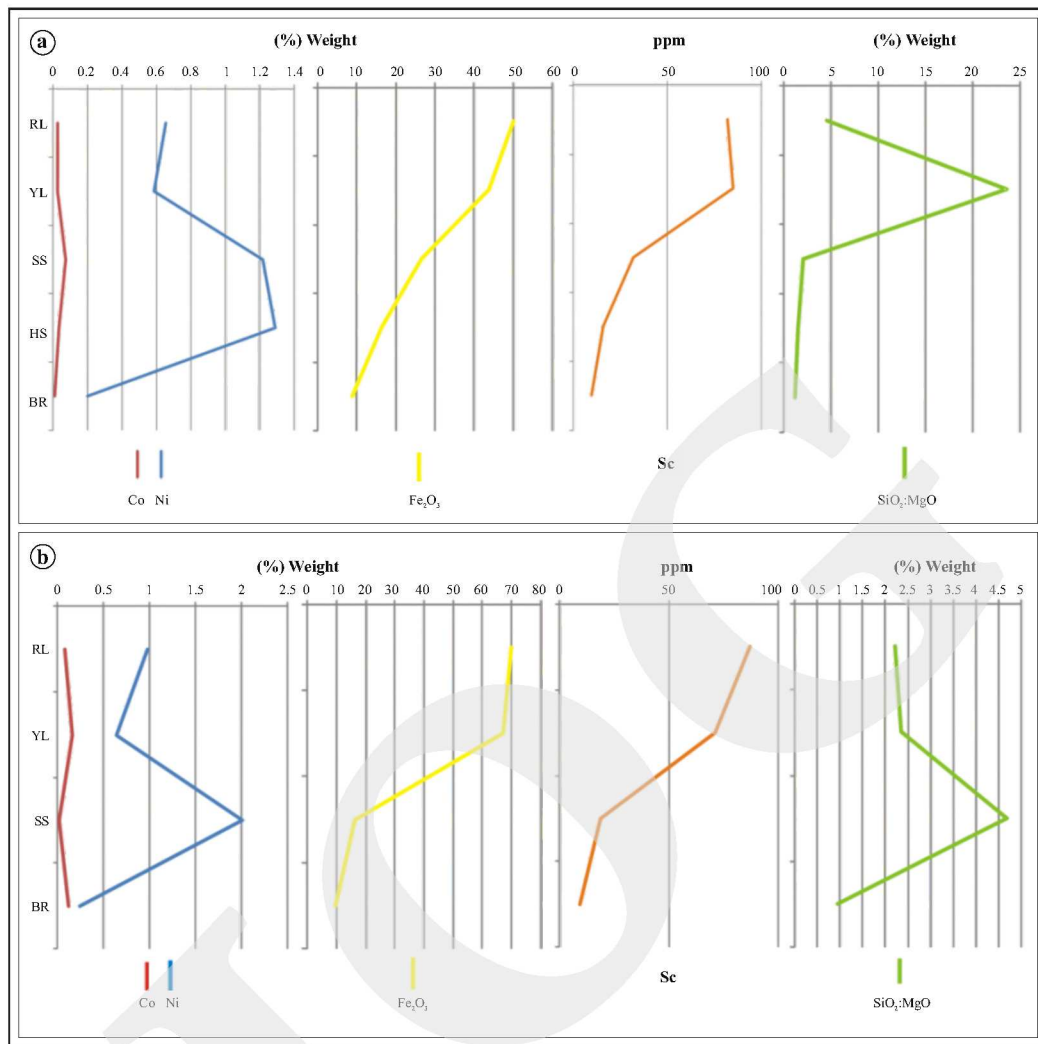 a
(%) Weight ppm (%) Weight
0 0.2 0.6 0.6 0.8 1 1.2 1.4 0 10 20 30 40 50 60 0 50 100 0 5 10 15 20 25
RL
YL
SS
HS
BR
Co Ni Fe₂O₃ Sc SiO₂:MgO
b
(%) Weight ppm (%) Weight
0 0.5 1 1.5 2 2.5 0 10 20 30 40 50 60 70 80 0 50 100 0 0.5 1 1.5 2 2.5 3 3.5 4 4.5 5
RL
YL
SS
BR
Co Ni Fe₂O₃ Sc SiO₂:MgO